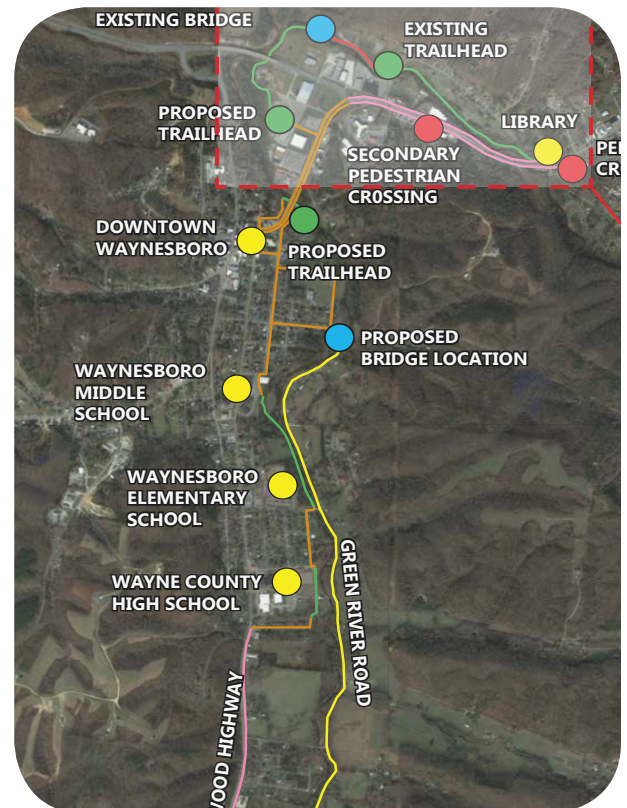 EXISTING BRIDGE
EXISTING
TRAILHEAD
PROPOSED
TRAILHEAD
LIBRARY
SECONDARY
PEDESTRIAN
CR0SSING
DOWNTOWN
WAYNESBORO
PROPOSED
TRAILHEAD
PROPOSED
BRIDGE LOCATION
WAYNESBORO
MIDDLE
SCHOOL
WAYNESBORO
ELEMENTARY
SCHOOL
WAYNE COUNTY
HIGH SCHOOL
GREEN RIVER ROAD
HIGHWAY